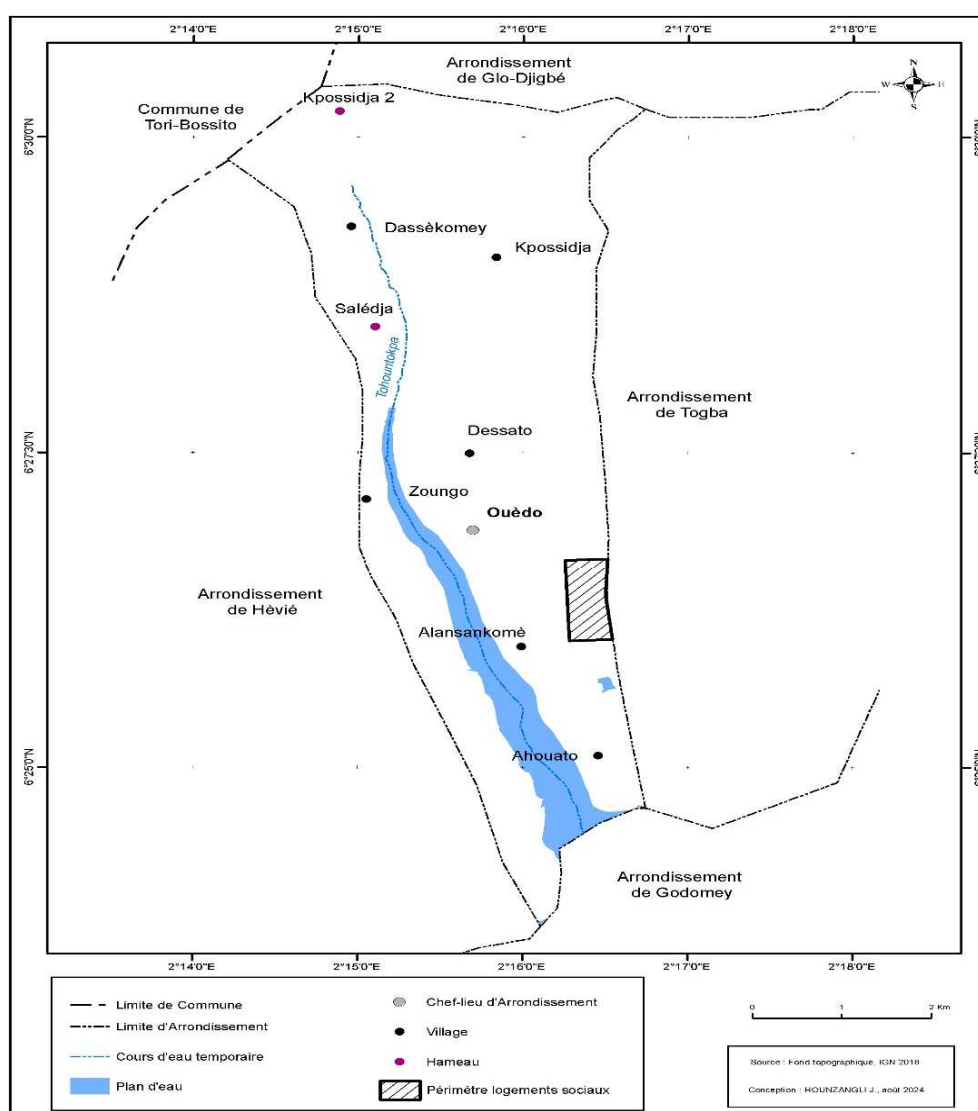 2°14'0"E
2°15'0"E
2°16'0"E
2°17'0"E
2°18'0"E
Arrondissement
de Glo-Djigbé
N
W
E
S
Kpossidja 2
Commune de
Tori-Bossito
6°30'0"N
Dassèkomey
Kpossidja
Salédja
Tohountokpa
Arrondissement
de Togba
Dessato
6°27'30"N
6°27'30"N
Zoungo
Ouèdo
Arrondissement
de Hèvié
Alansankomè
Ahouato
6°25'0"N
Arrondissement
de Godomey
2°14'0"E
2°15'0"E
2°16'0"E
2°17'0"E
2°18'0"E
Limite de Commune
Limite d'Arrondissement
Cours d'eau temporaire
Plan d'eau
Chef-lieu d'Arrondissement
Village
Hameau
Périmètre logements sociaux
0 1 2 Km
Source : Fond topographique, IGN 2018
Conception : HOUNZANGLI J., août 2024